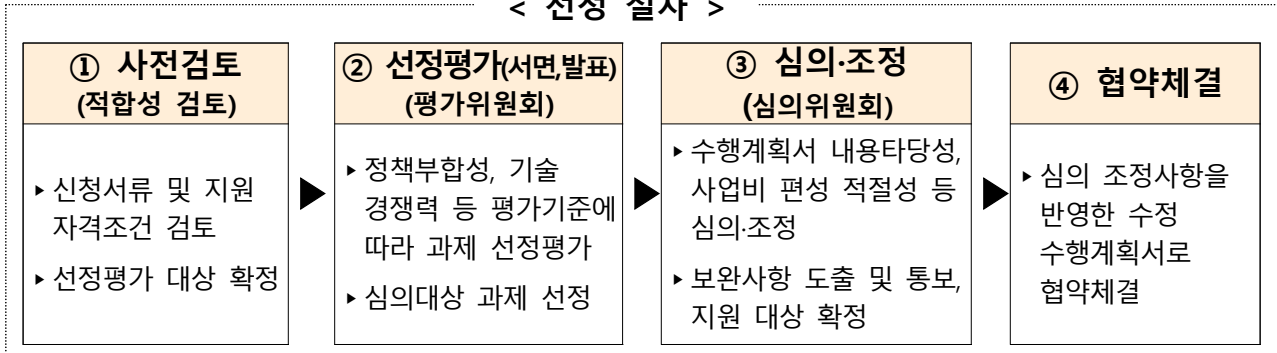 < 선정 절차 >
① 사전검토
(적합성 검토)
▸신청서류 및 지원
자격조건 검토
▸선정평가 대상 확정
② 선정평가(서면,발표)
(평가위원회)
▸정책부합성, 기술
경쟁력 등 평가기준에
따라 과제 선정평가
▸심의대상 과제 선정
③ 심의·조정
(심의위원회)
▸수행계획서 내용타당성,
사업비 편성 적절성 등
심의·조정
▸보완사항 도출 및 통보,
지원 대상 확정
④ 협약체결
▸심의 조정사항을
반영한 수정
수행계획서로
협약체결